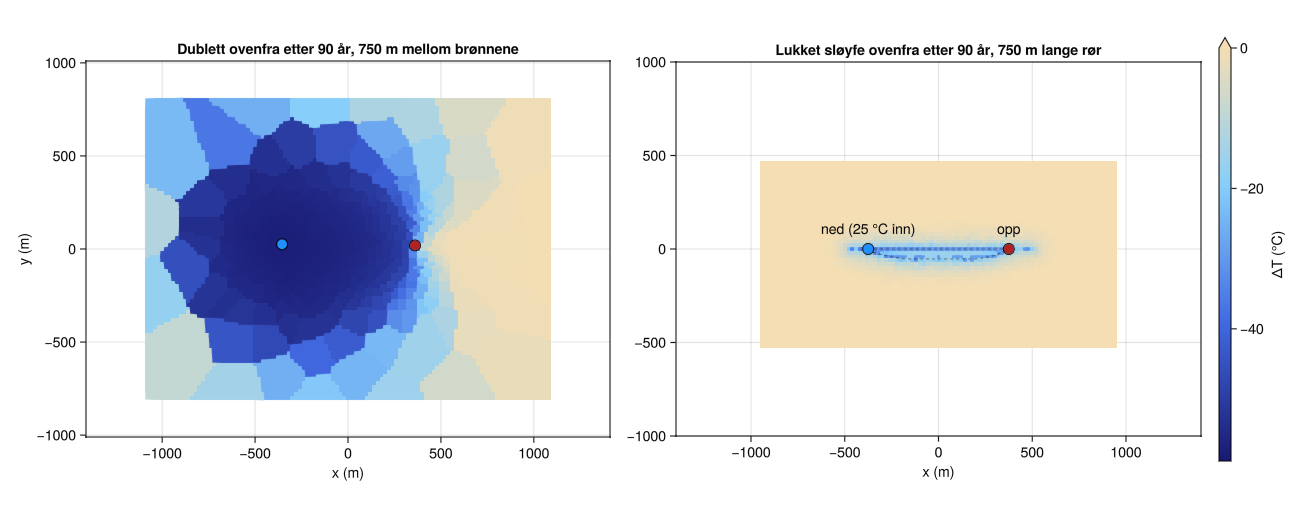 Dublett ovenfra etter 90 år, 750 m mellom brønnene
1000
500
0
−500
−1000
y (m)
−1000
−500
0
500
1000
x (m)
Lukket sløyfe ovenfra etter 90 år, 750 m lange rør
1000
500
0
−500
−1000
ned (25 °C inn)
opp
−1000
−500
0
500
1000
x (m)
0
−20
−40
ΔT (°C)